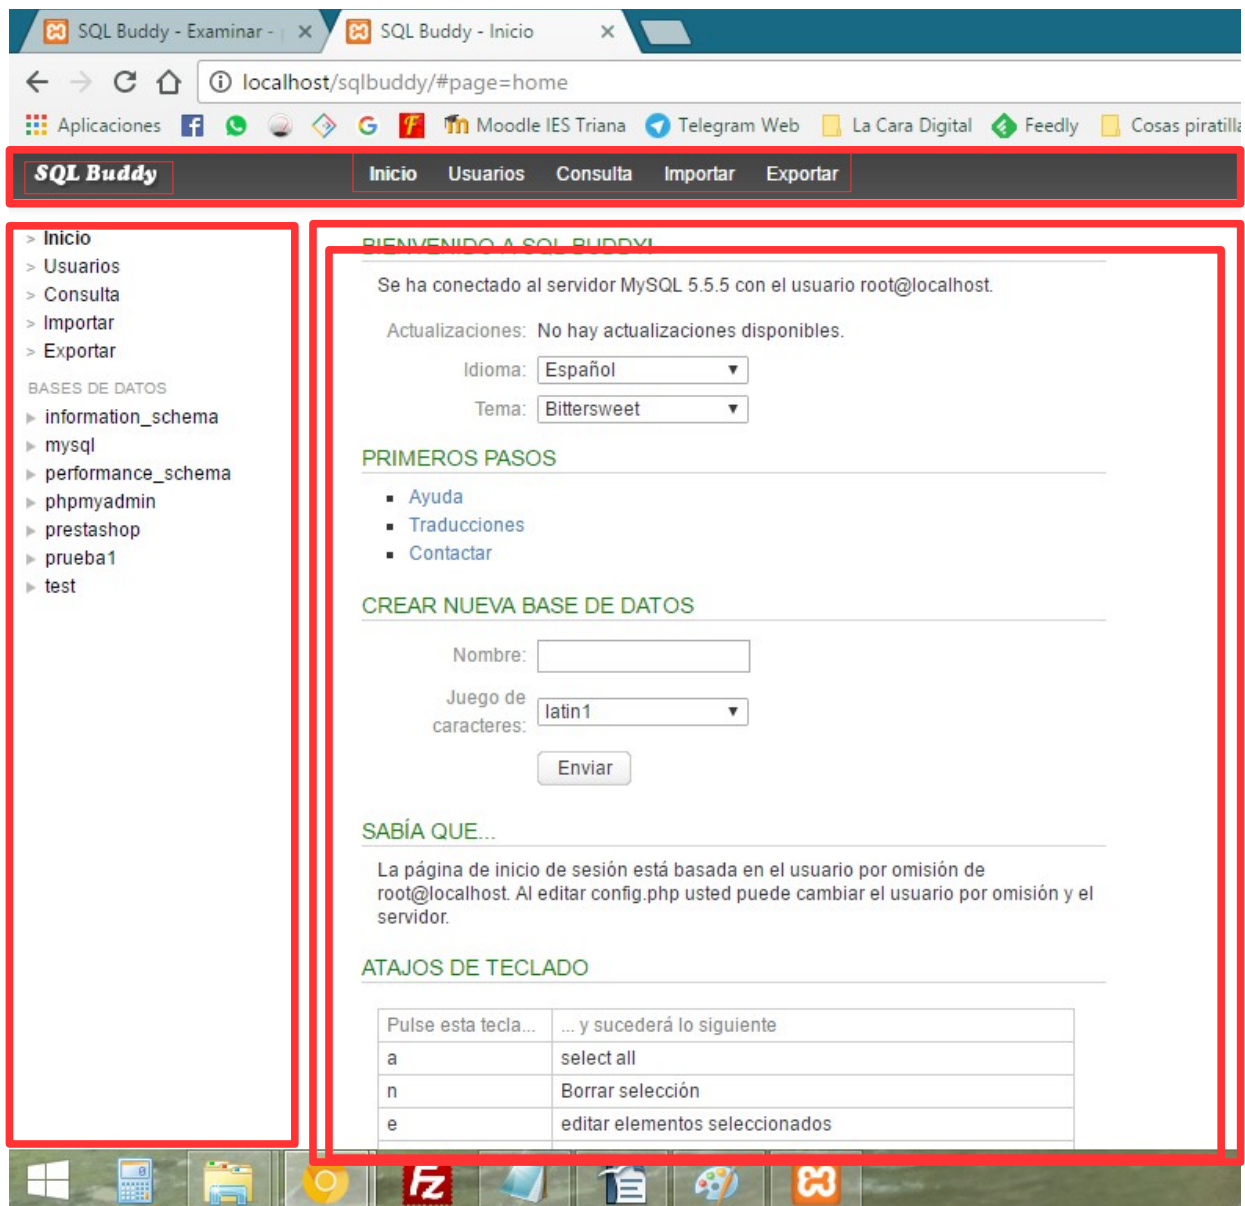 SQL Buddy - Examinar -
SQL Buddy - Inicio
localhost/sqlbuddy/#page=home
Aplicaciones
Moodle IES Triana
Telegram Web
La Cara Digital
Feedly
Cosas piratilla
SQL Buddy
Inicio Usuarios Consulta Importar Exportar
> Inicio
> Usuarios
> Consulta
> Importar
> Exportar
BASES DE DATOS
information_schema
mysql
performance_schema
phpmyadmin
prestashop
prueba1
test
BIENVENIDO A SQL BUDDY!
Se ha conectado al servidor MySQL 5.5.5 con el usuario root@localhost.
Actualizaciones: No hay actualizaciones disponibles.
Idioma: Español
Tema: Bittersweet
PRIMEROS PASOS
Ayuda
Traducciones
Contactar
CREAR NUEVA BASE DE DATOS
Nombre:
Juego de
caracteres: latin1
Enviar
SABÍA QUE...
La página de inicio de sesión está basada en el usuario por omisión de
root@localhost. Al editar config.php usted puede cambiar el usuario por omisión y el
servidor.
ATAJOS DE TECLADO
Pulse esta tecla... ... y sucederá lo siguiente
a select all
n Borrar selección
e editar elementos seleccionados